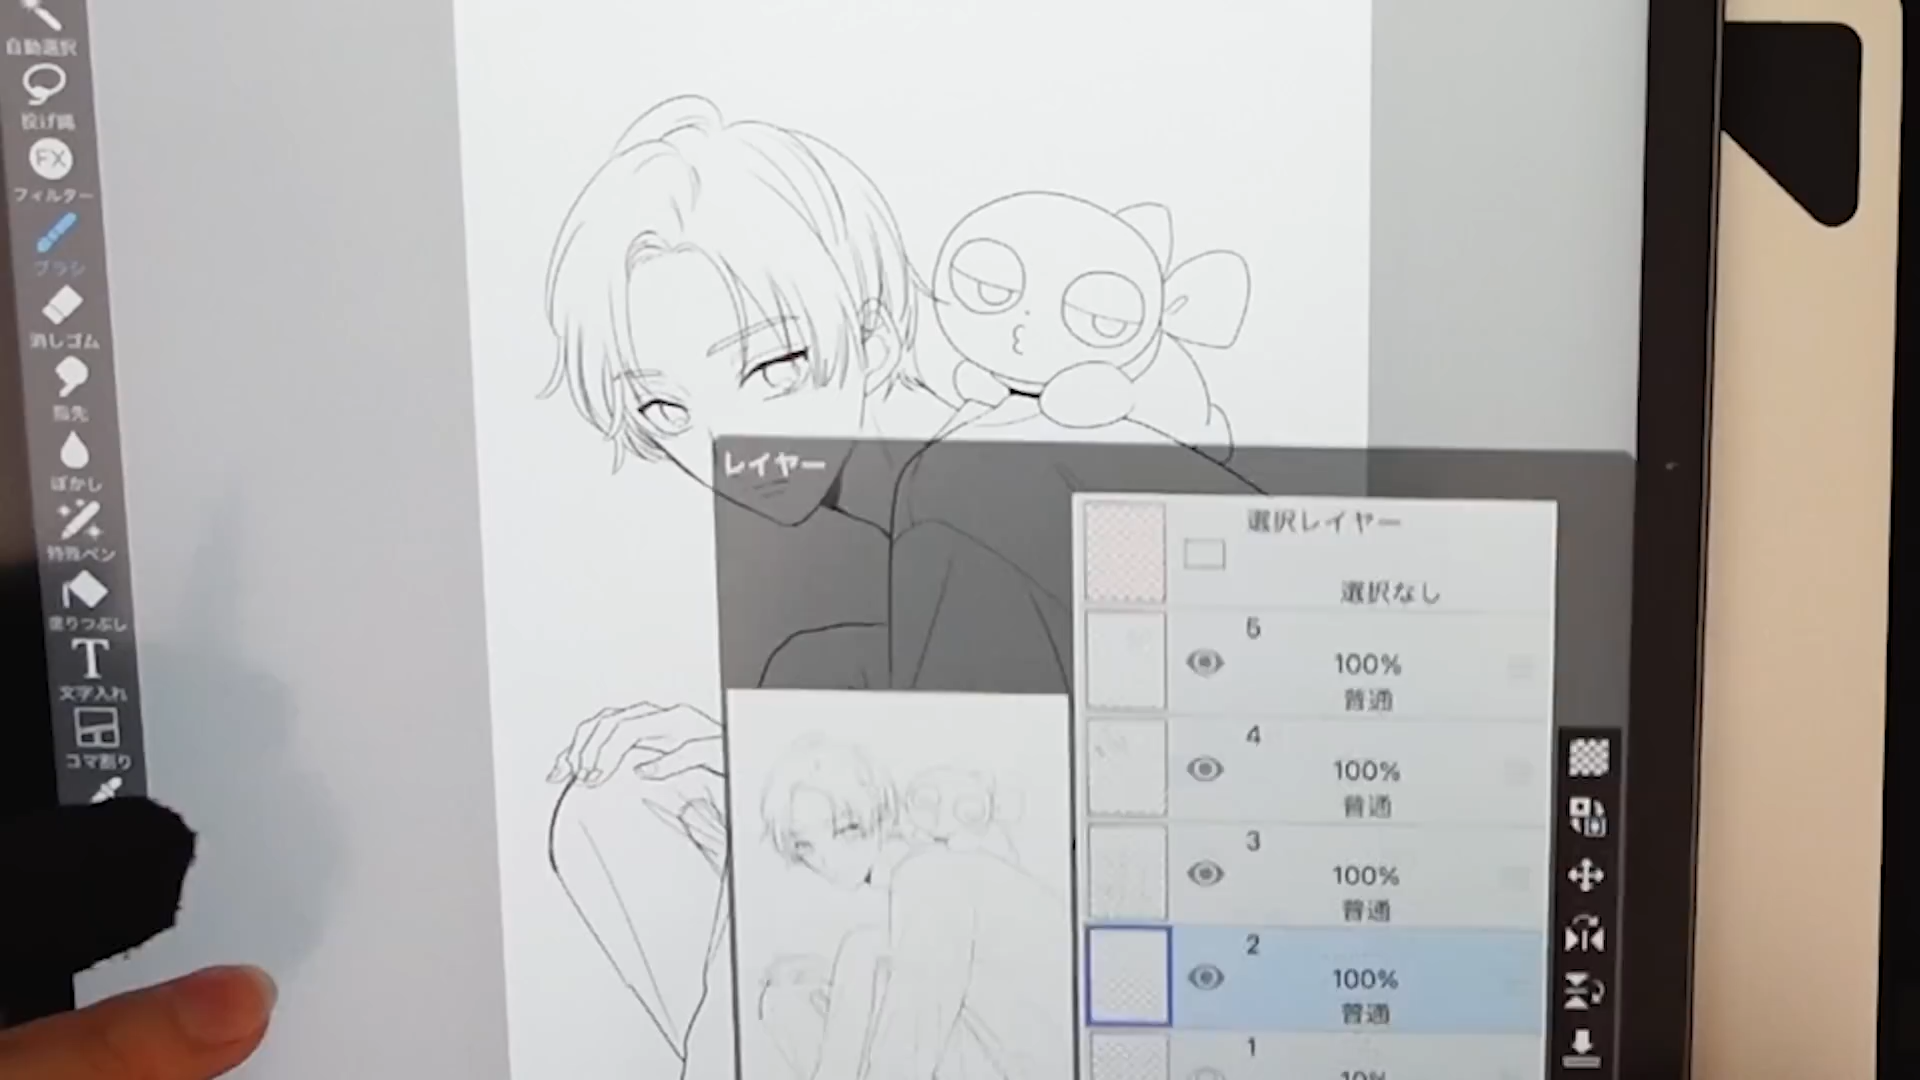 自動選択
投げ縄
FX
フィルター
ブラシ
消しゴム
指先
ぼかし
特殊ペン
塗りつぶし
T
文字入れ
コマ割り
レイヤー
選択レイヤー
選択なし
5
100%
普通
4
100%
普通
3
100%
普通
2
100%
普通
1
10%